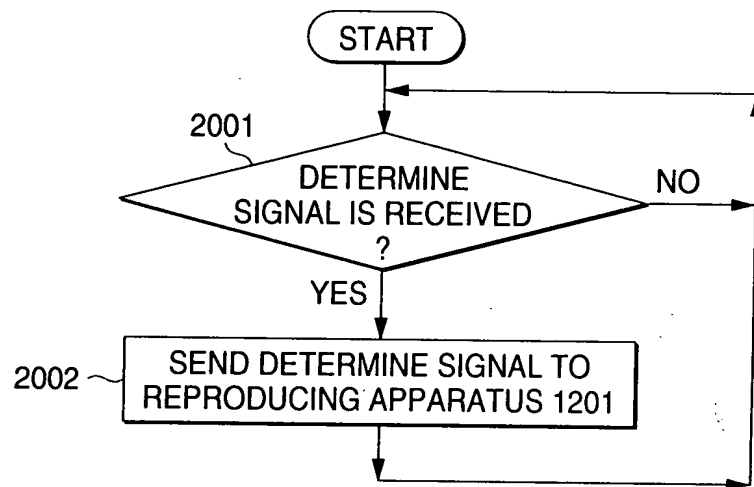 START
2001
DETERMINE
SIGNAL IS RECEIVED
?
NO
YES
2002
SEND DETERMINE SIGNAL TO
REPRODUCING APPARATUS 1201